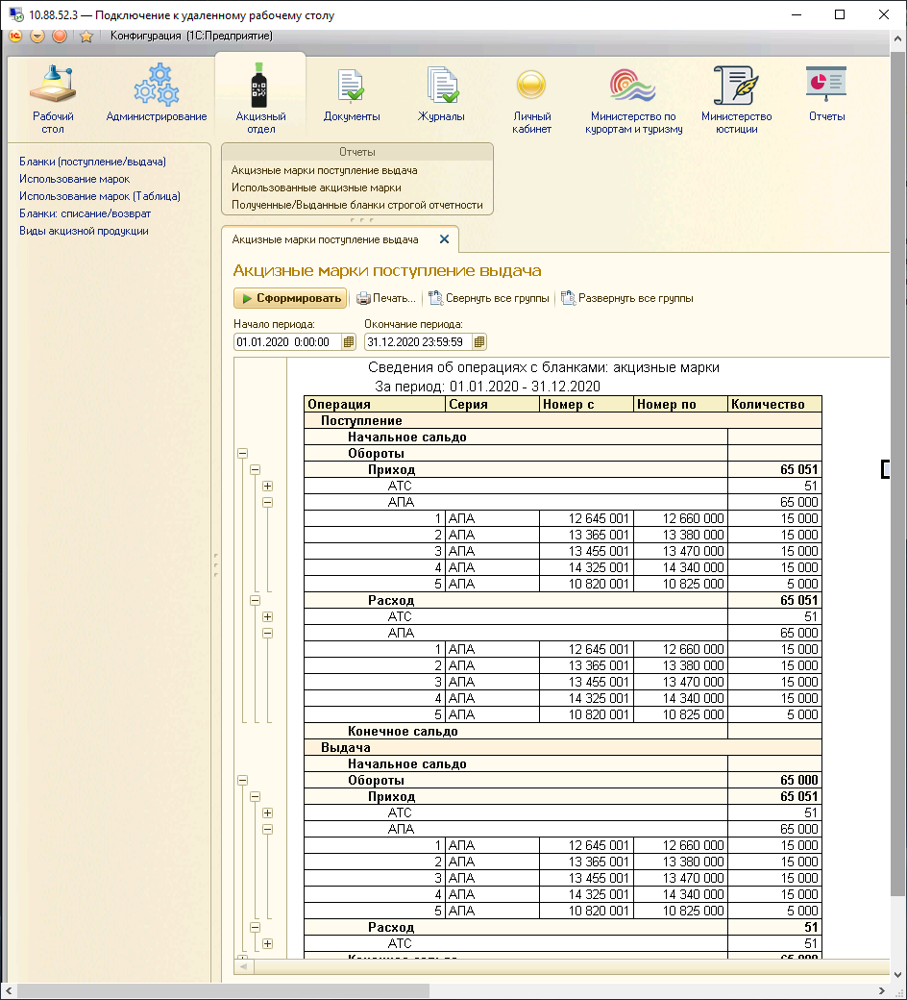 10.88.52.3 — Подключение к удаленному рабочему столу
Конфигурация (1С:Предприятие)
Рабочий стол
Администрирование
Акцизный отдел
Документы
Журналы
Личный кабинет
Министерство по курортам и туризму
Министерство юстиции
Отчеты
Бланки (поступление/выдача)
Использование марок
Использование марок (Таблица)
Бланки: списание/возврат
Виды акцизной продукции
Отчеты
Акцизные марки поступление выдача
Использованные акцизные марки
Полученные/Выданные бланки строгой отчетности
Акцизные марки поступление выдача
Акцизные марки поступление выдача
Сформировать Печать... Свернуть все группы Развернуть все группы
Начало периода: Окончание периода:
01.01.2020 0:00:00 31.12.2020 23:59:59
Сведения об операциях с бланками: акцизные марки
За период: 01.01.2020 - 31.12.2020
Операция Серия Номер с Номер по Количество
Поступление
Начальное сальдо
Обороты
Приход 65 051
АТС 51
АПА 65 000
1 АПА 12 645 001 12 660 000 15 000
2 АПА 13 365 001 13 380 000 15 000
3 АПА 13 455 001 13 470 000 15 000
4 АПА 14 325 001 14 340 000 15 000
5 АПА 10 820 001 10 825 000 5 000
Расход 65 051
АТС 51
АПА 65 000
1 АПА 12 645 001 12 660 000 15 000
2 АПА 13 365 001 13 380 000 15 000
3 АПА 13 455 001 13 470 000 15 000
4 АПА 14 325 001 14 340 000 15 000
5 АПА 10 820 001 10 825 000 5 000
Конечное сальдо
Выдача
Начальное сальдо
Обороты 65 000
Приход 65 051
АТС 51
АПА 65 000
1 АПА 12 645 001 12 660 000 15 000
2 АПА 13 365 001 13 380 000 15 000
3 АПА 13 455 001 13 470 000 15 000
4 АПА 14 325 001 14 340 000 15 000
5 АПА 10 820 001 10 825 000 5 000
Расход 51
АТС 51
Конечное сальдо 65 000